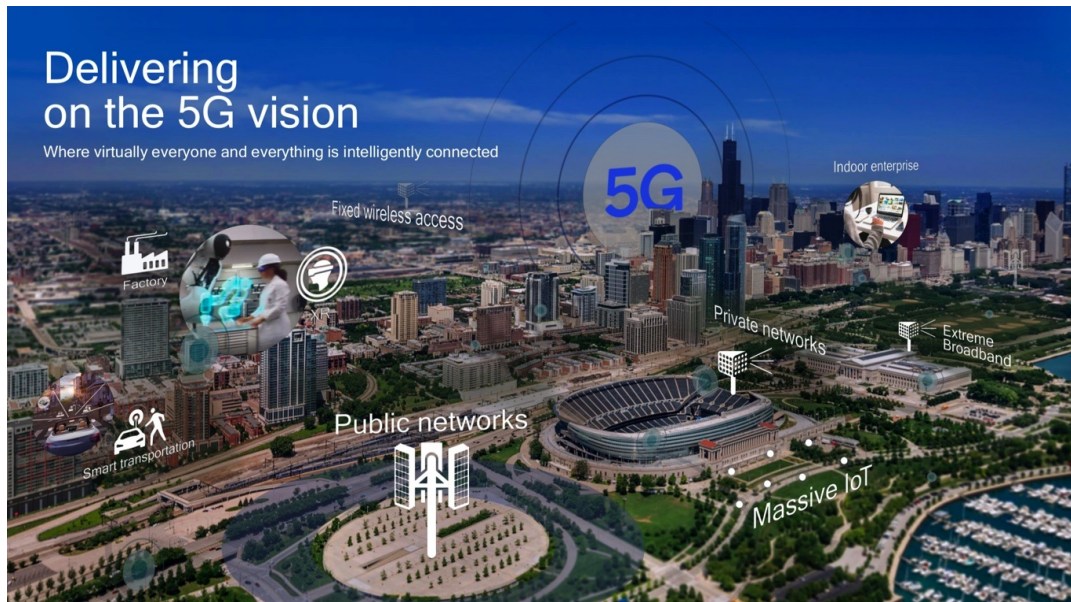 Delivering
on the 5G vision
Where virtually everyone and everything is intelligently connected
5G
Indoor enterprise
Fixed wireless access
Factory
XR
Private networks
Extreme
Broadband
Public networks
Smart transportation
Massive IoT